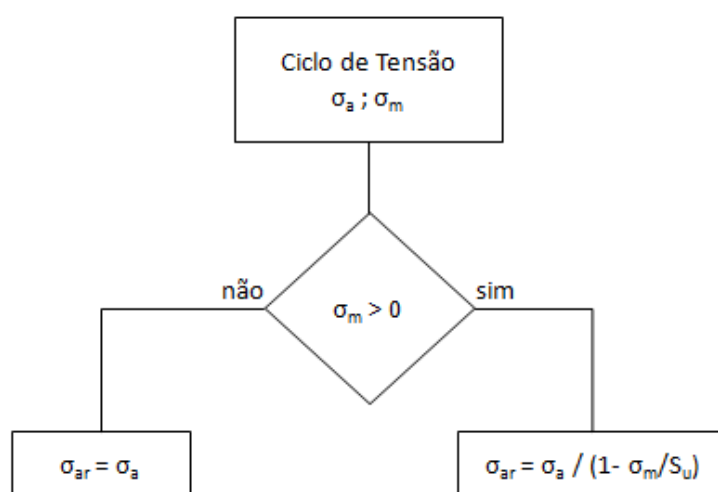 Ciclo de Tensão
σₐ ; σₘ
não
sim
σₘ > 0
σₐᵣ = σₐ
σₐᵣ = σₐ / (1- σₘ/Sᵤ)